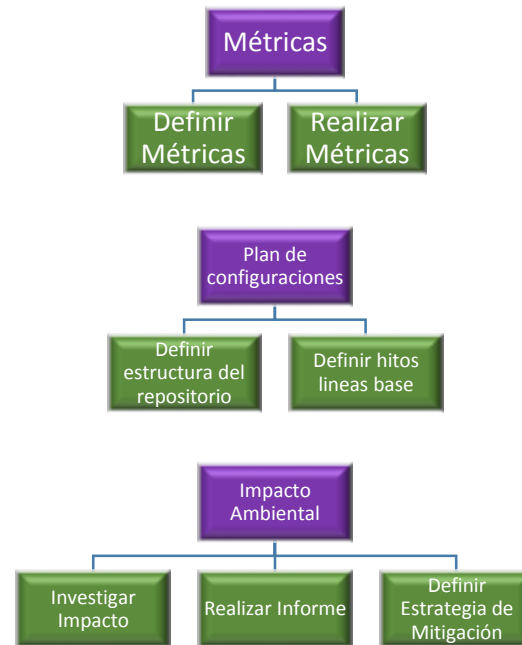 Métricas
Definir
Métricas
Realizar
Métricas
Plan de
configuraciones
Definir
estructura del
repositorio
Definir hitos
lineas base
Impacto
Ambiental
Investigar
Impacto
Realizar Informe
Definir
Estrategia de
Mitigación